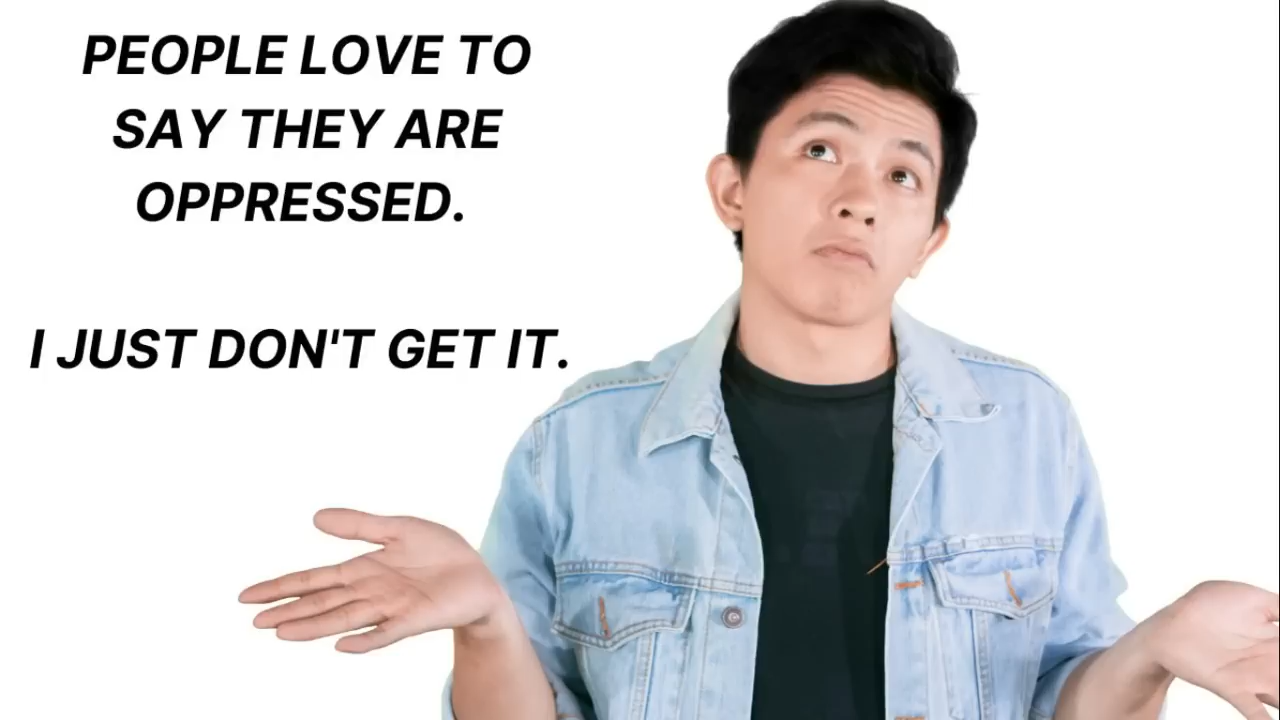 PEOPLE LOVE TO
SAY THEY ARE
OPPRESSED.
I JUST DON'T GET IT.